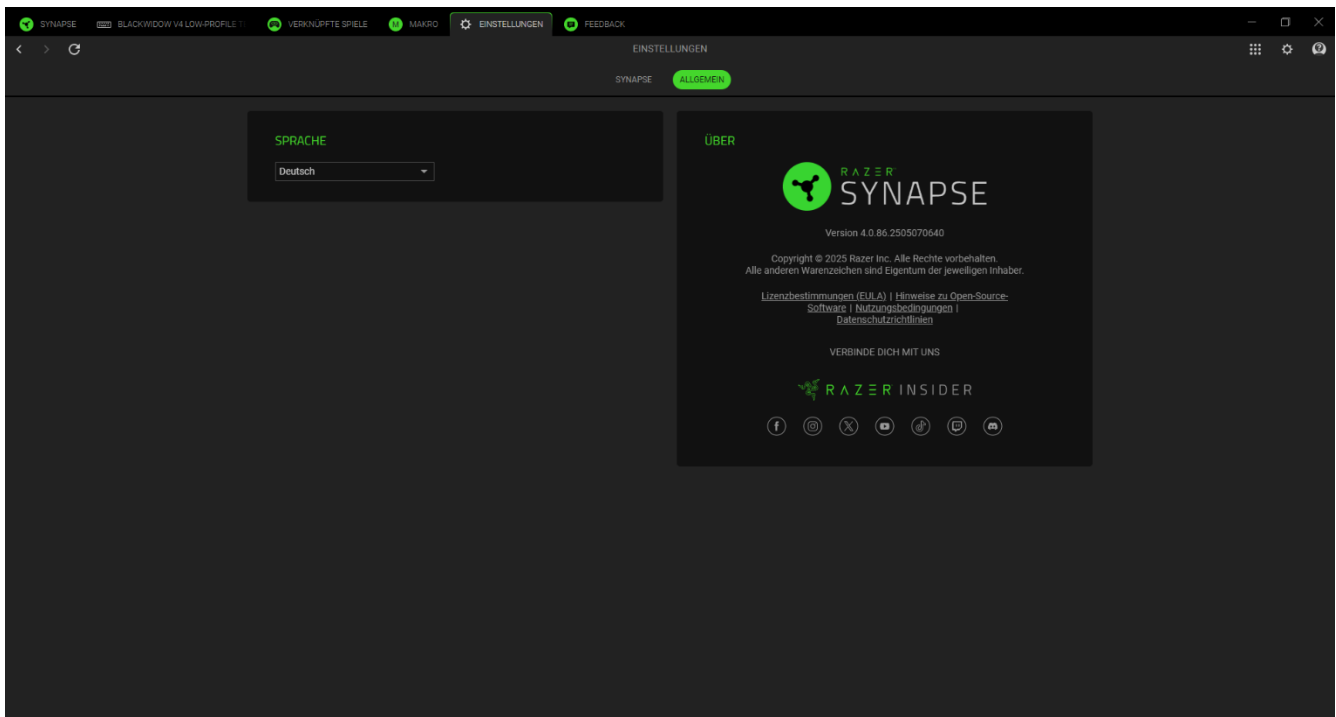 SYNAPSE
BLACKWIDOW V4 LOW-PROFILE
VERKNÜPFTE SPIELE
M MAKRO
EINSTELLUNGEN
FEEDBACK
EINSTELLUNGEN
SYNAPSE ALLGEMEIN
SPRACHE
Deutsch
ÜBER
RAZER
SYNAPSE
Version 4.0.86.2505070640
Copyright © 2025 Razer Inc. Alle Rechte vorbehalten.
Alle anderen Warenzeichen sind Eigentum der jeweiligen Inhaber.
Lizenzbestimmungen (EULA) | Hinweise zu Open-Source-
Software | Nutzungsbedingungen |
Datenschutzrichtlinien
VERBINDE DICH MIT UNS
RAZER INSIDER